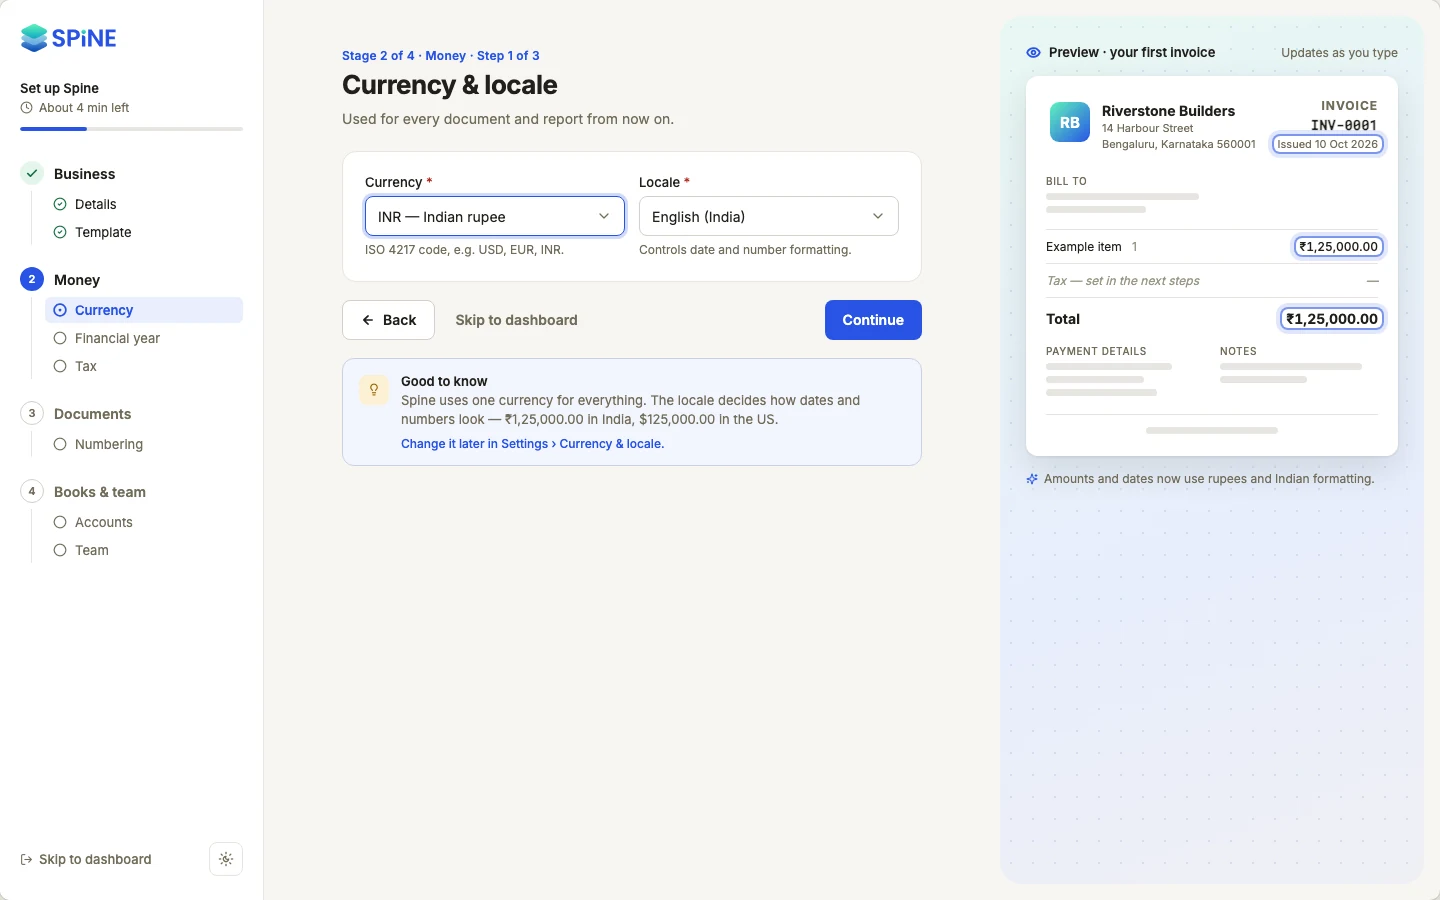 SPiNE
Set up Spine
About 4 min left
Business
Details
Template
2 Money
Currency
Financial year
Tax
3 Documents
Numbering
4 Books & team
Accounts
Team
Skip to dashboard
Stage 2 of 4 · Money · Step 1 of 3
Currency & locale
Used for every document and report from now on.
Currency * Locale *
INR — Indian rupee English (India)
ISO 4217 code, e.g. USD, EUR, INR. Controls date and number formatting.
Back Skip to dashboard Continue
Good to know
Spine uses one currency for everything. The locale decides how dates and
numbers look — ₹1,25,000.00 in India, $125,000.00 in the US.
Change it later in Settings › Currency & locale.
Preview · your first invoice Updates as you type
RB
Riverstone Builders
14 Harbour Street
Bengaluru, Karnataka 560001
INVOICE
INV-0001
Issued 10 Oct 2026
BILL TO
Example item 1 ₹1,25,000.00
Tax — set in the next steps —
Total ₹1,25,000.00
PAYMENT DETAILS NOTES
Amounts and dates now use rupees and Indian formatting.